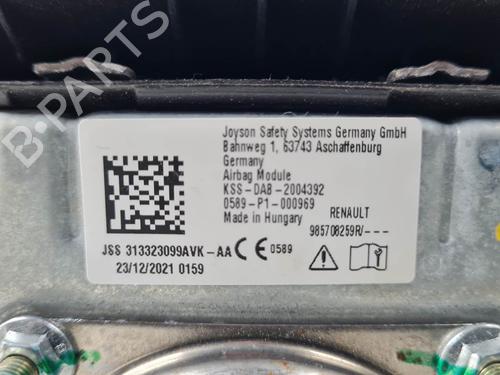 B-PARTS
Joyson Safety Systems Germany GmbH
Bahnweg 1, 63743 Aschaffenburg
Germany
Airbag Module
KSS-DAB-2004392
0589-P1-000969
Made in Hungary
RENAULT
985708259R/---
JSS 313323099AVK-AA CE 0589
23/12/2021 0159